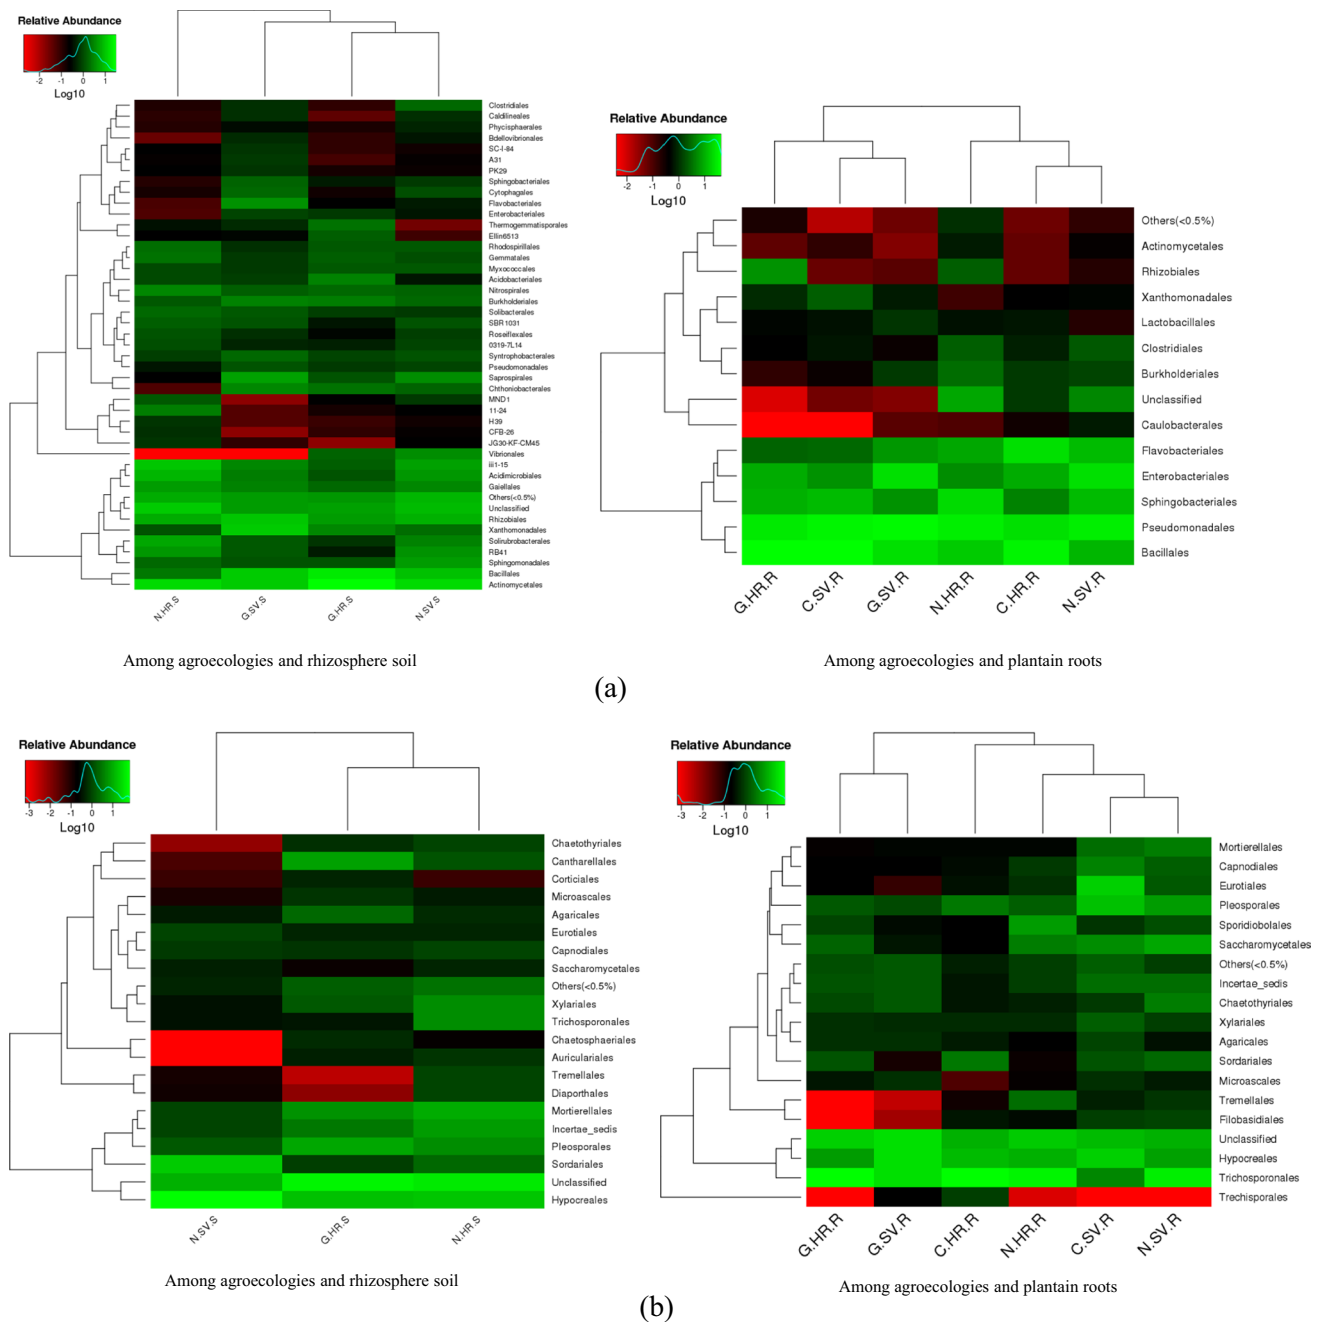 Relative Abundance
-2 -1 0 1
Log10
Clostridiales
Caldilineales
Phycisphaerales
Bdellovibrionales
SC-I-84
A31
PK29
Sphingobacteriales
Cytophagales
Flavobacteriales
Enterobacteriales
Thermogemmatisporales
Ellin6513
Rhodospirillales
Gemmatales
Myxococcales
Acidobacteriales
Nitrospirales
Burkholderiales
Solibacterales
SBR1031
Roseiflexales
0319-7L14
Syntrophobacterales
Pseudomonadales
Saprospirales
Chthoniobacterales
MND1
11-24
H39
CFB-26
JG30-KF-CM45
Vibrionales
iii1-15
Acidimicrobiales
Gaiellales
Others(<0.5%)
Unclassified
Rhizobiales
Xanthomonadales
Solirubrobacterales
RB41
Sphingomonadales
Bacillales
Actinomycetales
N.HR.S G.SV.S G.HR.S N.SV.S
Among agroecologies and rhizosphere soil
Relative Abundance
-2 -1 0 1
Log10
Others(<0.5%)
Actinomycetales
Rhizobiales
Xanthomonadales
Lactobacillales
Clostridiales
Burkholderiales
Unclassified
Caulobacterales
Flavobacteriales
Enterobacteriales
Sphingobacteriales
Pseudomonadales
Bacillales
G.HR.R C.SV.R G.SV.R N.HR.R C.HR.R N.SV.R
Among agroecologies and plantain roots
(a)
Relative Abundance
-3 -2 -1 0 1
Log10
Chaetothyriales
Cantharellales
Corticiales
Microascales
Agaricales
Eurotiales
Capnodiales
Saccharomycetales
Others(<0.5%)
Xylariales
Trichosporonales
Chaetosphaeriales
Auriculariales
Tremellales
Diaporthales
Mortierellales
Incertae_sedis
Pleosporales
Sordariales
Unclassified
Hypocreales
N.SV.S G.HR.S N.HR.S
Among agroecologies and rhizosphere soil
Relative Abundance
-3 -2 -1 0 1
Log10
Mortierellales
Capnodiales
Eurotiales
Pleosporales
Sporidiobolales
Saccharomycetales
Others(<0.5%)
Incertae_sedis
Chaetothyriales
Xylariales
Agaricales
Sordariales
Microascales
Tremellales
Filobasidiales
Unclassified
Hypocreales
Trichosporonales
Trechisporales
G.HR.R G.SV.R C.HR.R N.HR.R C.SV.R N.SV.R
Among agroecologies and plantain roots
(b)